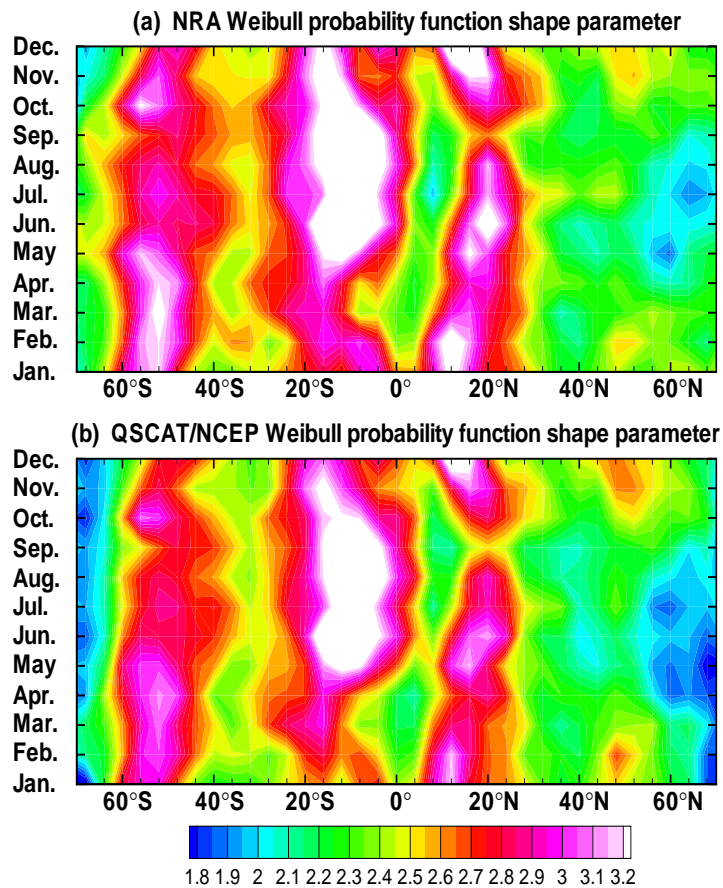 (a) NRA Weibull probability function shape parameter
Dec.
Nov.
Oct.
Sep.
Aug.
Jul.
Jun.
May
Apr.
Mar.
Feb.
Jan.
60°S 40°S 20°S 0° 20°N 40°N 60°N
(b) QSCAT/NCEP Weibull probability function shape parameter
Dec.
Nov.
Oct.
Sep.
Aug.
Jul.
Jun.
May
Apr.
Mar.
Feb.
Jan.
60°S 40°S 20°S 0° 20°N 40°N 60°N
1.8 1.9 2 2.1 2.2 2.3 2.4 2.5 2.6 2.7 2.8 2.9 3 3.1 3.2